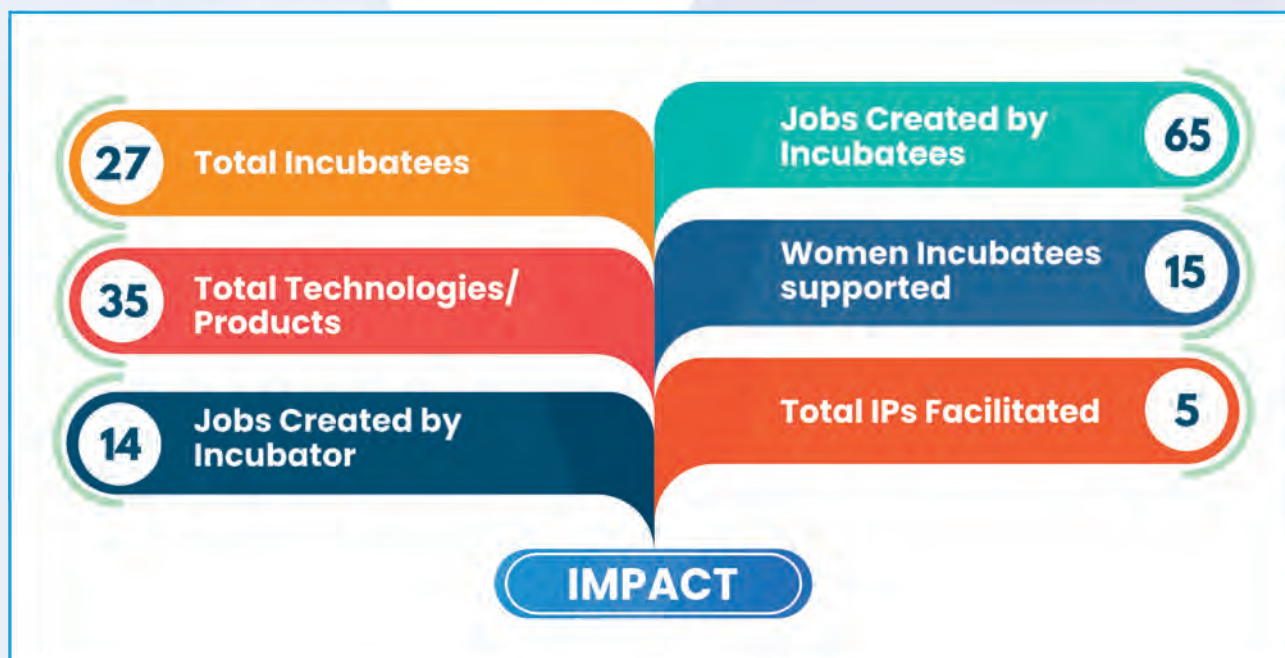 27
Total Incubatees
35
Total Technologies/
Products
14
Jobs Created by
Incubator
Jobs Created by
Incubatees
65
Women Incubatees
supported
15
Total IPs Facilitated
5
IMPACT